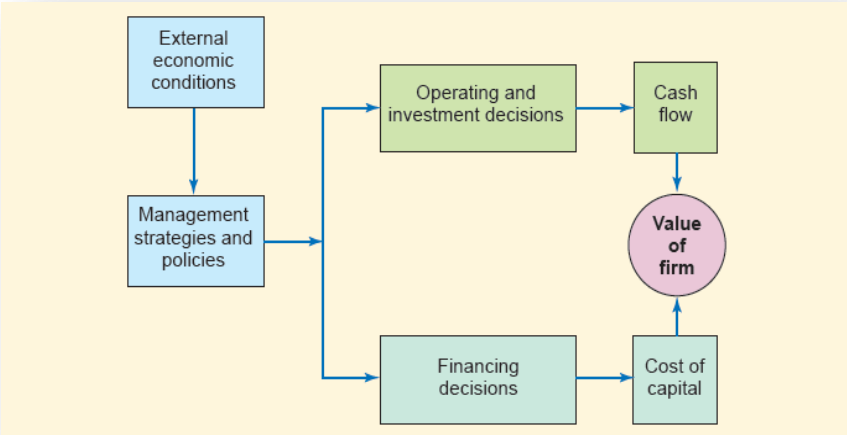 External
economic
conditions
Management
strategies and
policies
Operating and
investment decisions
Cash
flow
Value
of
firm
Financing
decisions
Cost of
capital